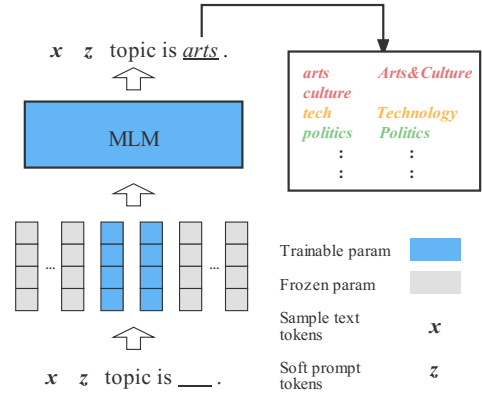 x z topic is arts .
arts Arts&Culture
culture
tech Technology
politics Politics
: :
: :
MLM
... ...
Trainable param
Frozen param
Sample text
tokens x
Soft prompt
tokens z
x z topic is ___ .